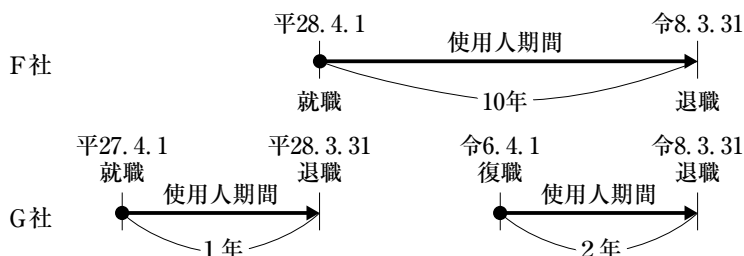 平28.4.1 令8.3.31
F社 使用人期間
就職 10年 退職
平27.4.1 平28.3.31 令6.4.1 令8.3.31
就職 退職 復職 退職
G社 使用人期間 使用人期間
1年 2年